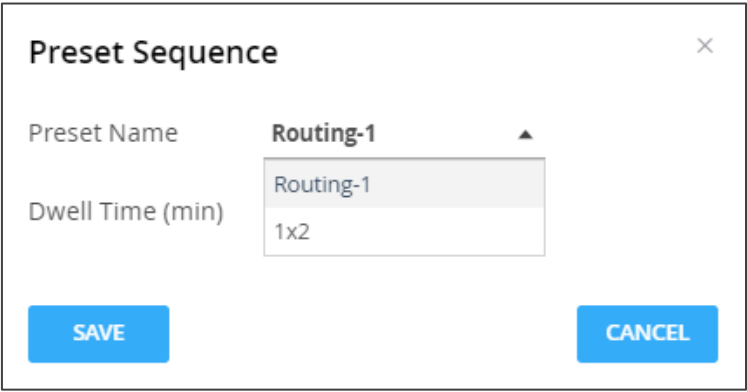 Preset Sequence
Preset Name
Routing-1
Routing-1
Dwell Time (min)
1x2
SAVE
CANCEL